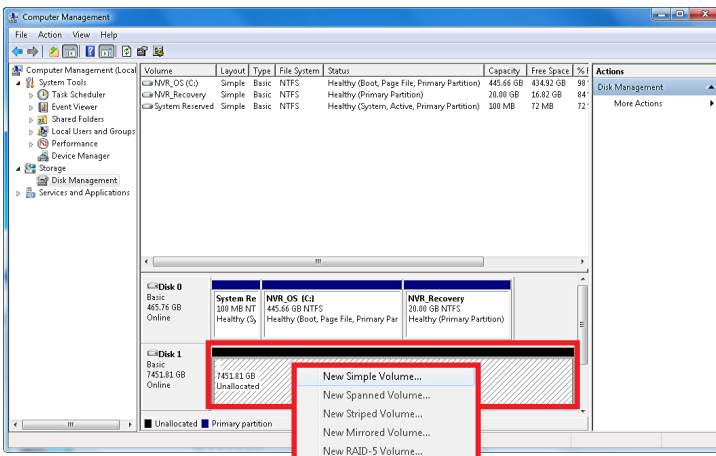 Computer Management
File Action View Help
Computer Management (Local
System Tools
Task Scheduler
Event Viewer
Shared Folders
Local Users and Groups
Performance
Device Manager
Storage
Disk Management
Services and Applications
Volume Layout Type File System Status Capacity Free Space % F
NVR_OS (C:) Simple Basic NTFS Healthy (Boot, Page File, Primary Partition) 445.66 GB 434.92 GB 98
NVR_Recovery Simple Basic NTFS Healthy (Primary Partition) 20.00 GB 16.82 GB 84
System Reserved Simple Basic NTFS Healthy (System, Active, Primary Partition) 100 MB 72 MB 72
Actions
Disk Management
More Actions
Disk 0
Basic
465.76 GB
Online
System Re
100 MB NT
Healthy (Sy
NVR_OS (C:)
445.66 GB NTFS
Healthy (Boot, Page File, Primary Par
NVR_Recovery
20.00 GB NTFS
Healthy (Primary Partition)
Disk 1
Basic
7451.81 GB
Online
7451.81 GB
Unallocated
New Simple Volume...
New Spanned Volume...
New Striped Volume...
New Mirrored Volume...
New RAID-5 Volume...
Unallocated Primary partition